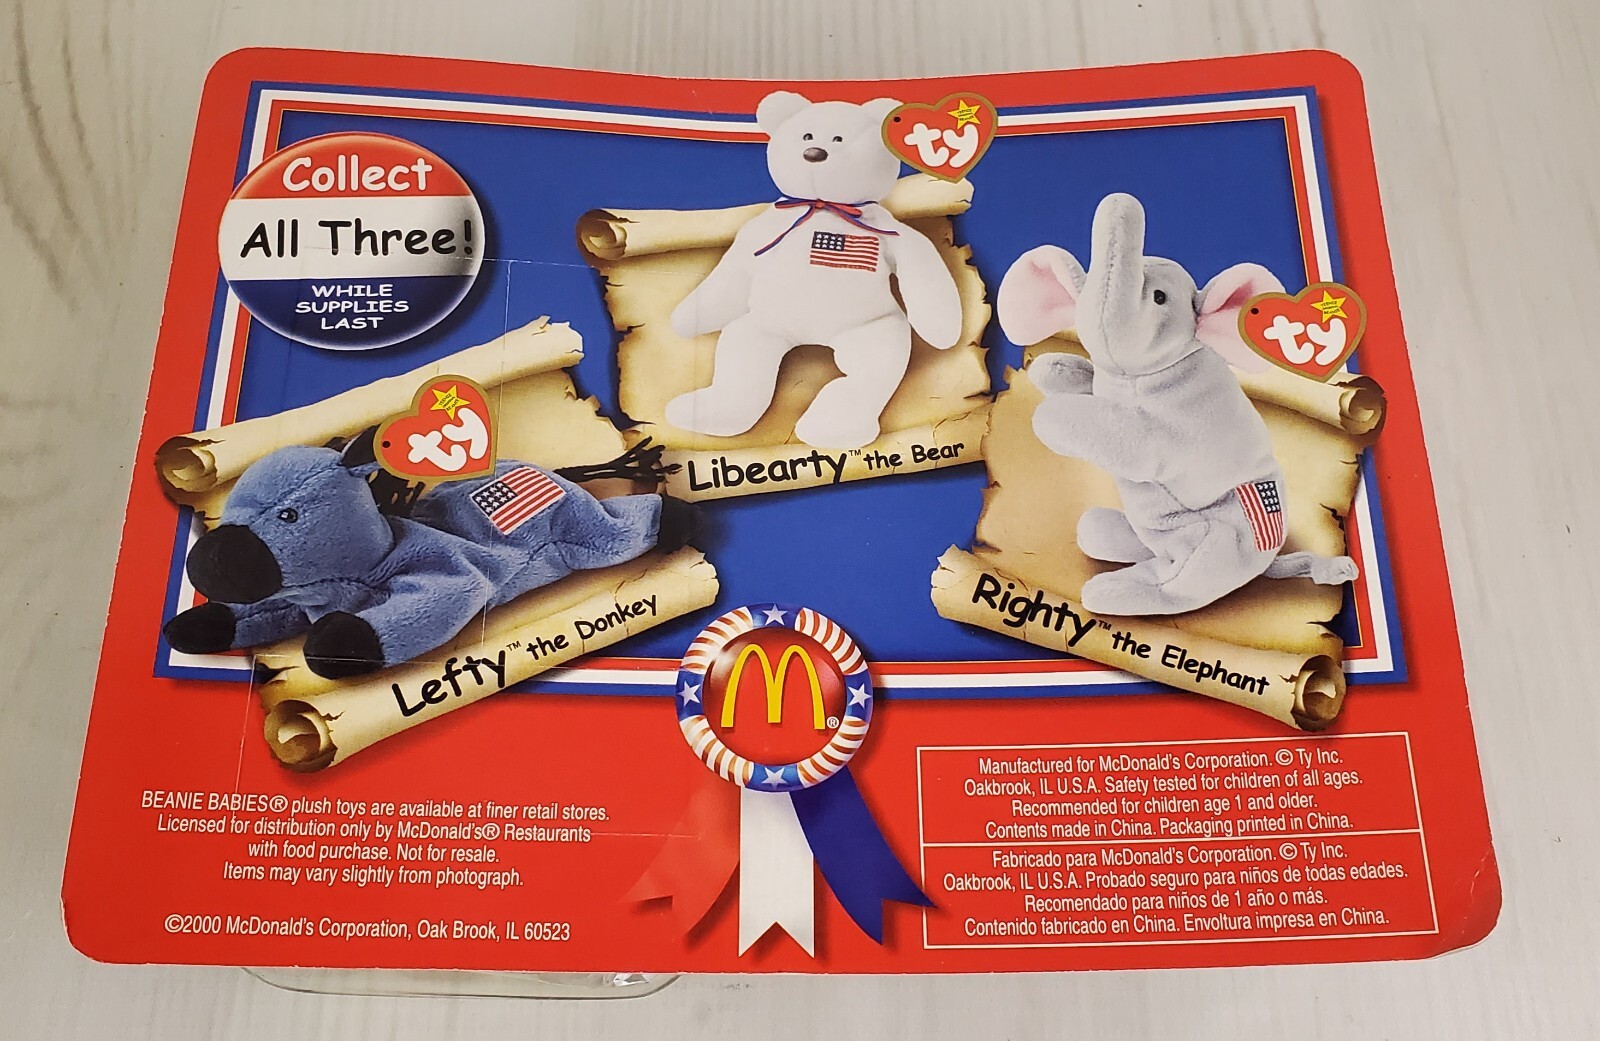 Collect
All Three!
WHILE
SUPPLIES
LAST
ty
ty
ty
Libearty™ the Bear
Lefty™ the Donkey
Righty™ the Elephant
M®
BEANIE BABIES® plush toys are available at finer retail stores.
Licensed for distribution only by McDonald's® Restaurants
with food purchase. Not for resale.
Items may vary slightly from photograph.
©2000 McDonald's Corporation, Oak Brook, IL 60523
Manufactured for McDonald's Corporation. © Ty Inc.
Oakbrook, IL U.S.A. Safety tested for children of all ages.
Recommended for children age 1 and older.
Contents made in China. Packaging printed in China.
Fabricado para McDonald's Corporation. © Ty Inc.
Oakbrook, IL U.S.A. Probado seguro para niños de todas edades.
Recomendado para niños de 1 año o más.
Contenido fabricado en China. Envoltura impresa en China.